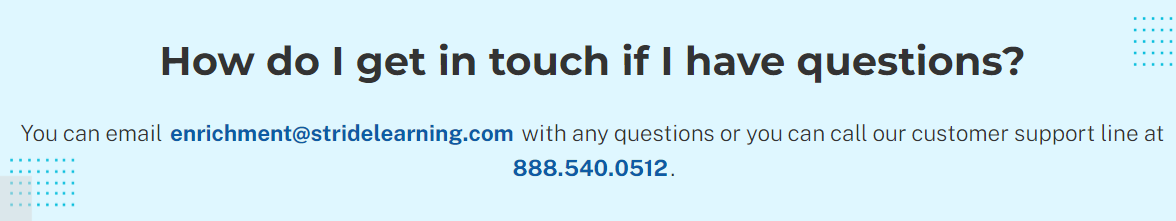 How do I get in touch if I have questions?
You can email enrichment@stridelearning.com with any questions or you can call our customer support line at
888.540.0512.